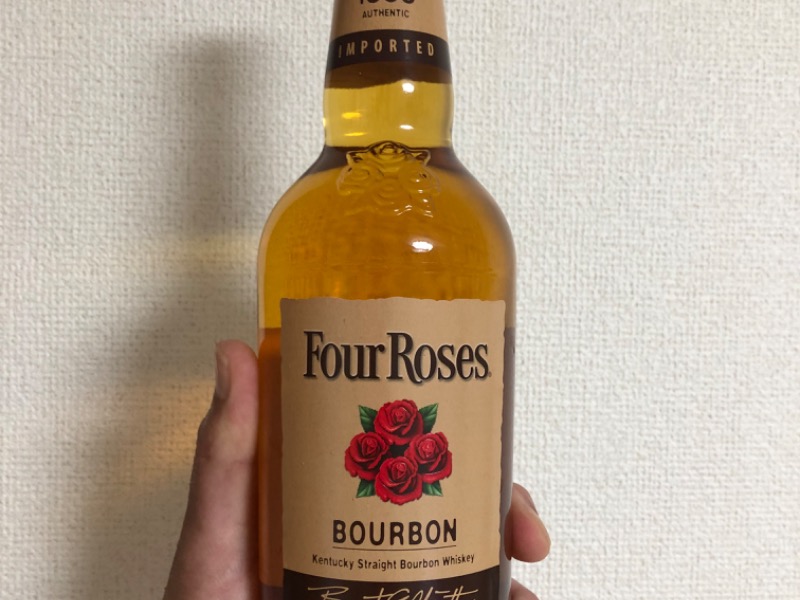 AUTHENTIC
IMPORTED
Four Roses.
BOURBON
Kentucky Straight Bourbon Whiskey